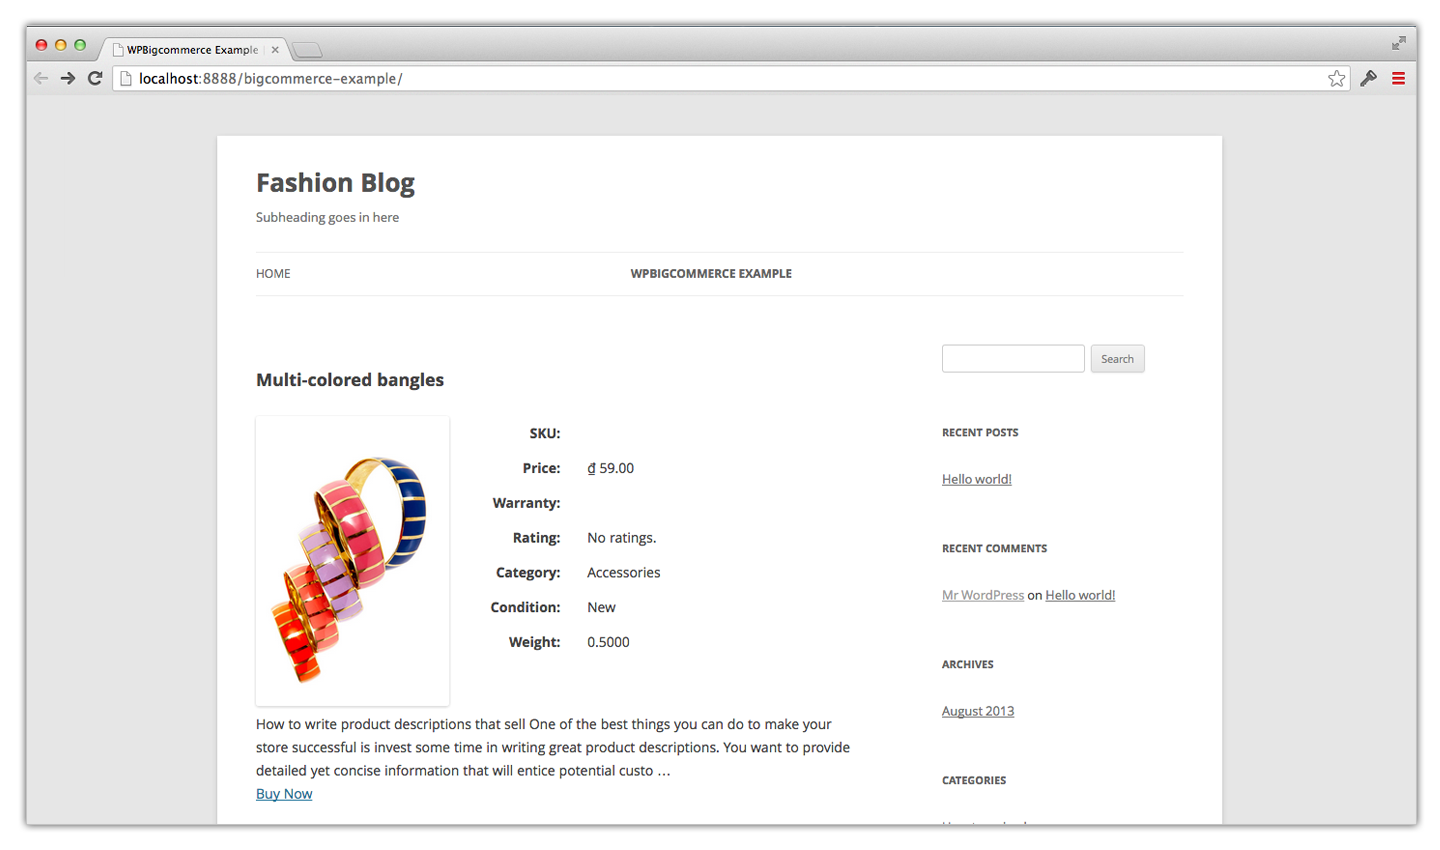 WPBigcommerce Example
localhost:8888/bigcommerce-example/
Fashion Blog
Subheading goes in here
HOME
WPBIGCOMMERCE EXAMPLE
Search
Multi-colored bangles
SKU:
Price: ₫ 59.00
Warranty:
Rating: No ratings.
Category: Accessories
Condition: New
Weight: 0.5000
How to write product descriptions that sell One of the best things you can do to make your
store successful is invest some time in writing great product descriptions. You want to provide
detailed yet concise information that will entice potential custo …
Buy Now
RECENT POSTS
Hello world!
RECENT COMMENTS
Mr WordPress on Hello world!
ARCHIVES
August 2013
CATEGORIES